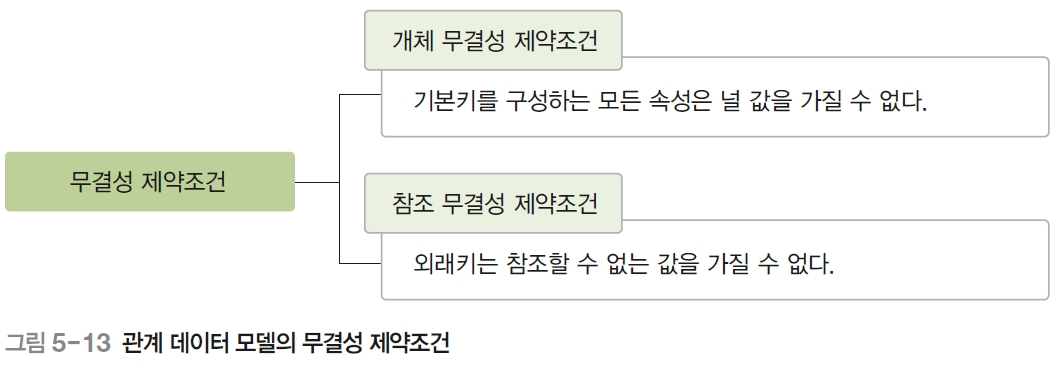 개체 무결성 제약조건
기본키를 구성하는 모든 속성은 널 값을 가질 수 없다.
무결성 제약조건
참조 무결성 제약조건
외래키는 참조할 수 없는 값을 가질 수 없다.
그림 5-13 관계 데이터 모델의 무결성 제약조건